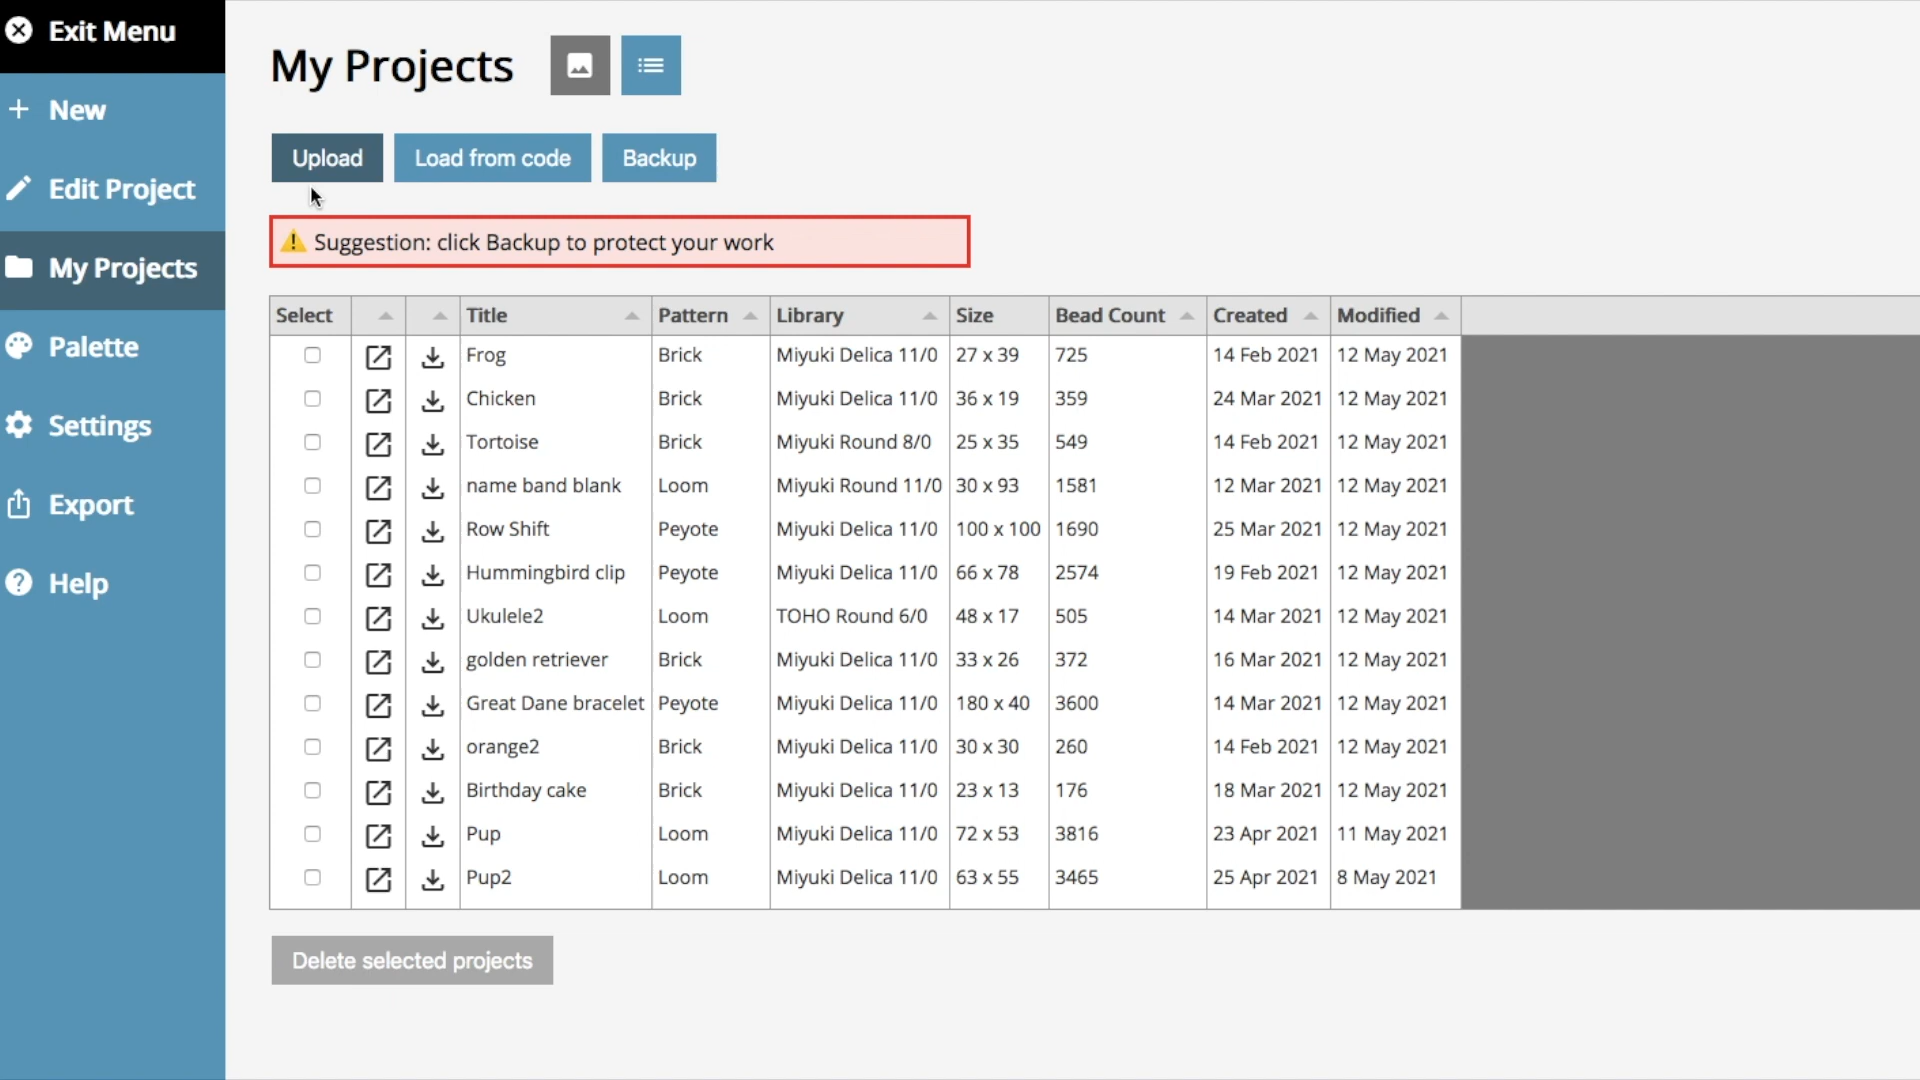 Exit Menu
New
Edit Project
My Projects
Palette
Settings
Export
Help
My Projects
Upload Load from code Backup
Suggestion: click Backup to protect your work
Select Title Pattern Library Size Bead Count Created Modified
Frog Brick Miyuki Delica 11/0 27 x 39 725 14 Feb 2021 12 May 2021
Chicken Brick Miyuki Delica 11/0 36 x 19 359 24 Mar 2021 12 May 2021
Tortoise Brick Miyuki Round 8/0 25 x 35 549 14 Feb 2021 12 May 2021
name band blank Loom Miyuki Round 11/0 30 x 93 1581 12 Mar 2021 12 May 2021
Row Shift Peyote Miyuki Delica 11/0 100 x 100 1690 25 Mar 2021 12 May 2021
Hummingbird clip Peyote Miyuki Delica 11/0 66 x 78 2574 19 Feb 2021 12 May 2021
Ukulele2 Loom TOHO Round 6/0 48 x 17 505 14 Mar 2021 12 May 2021
golden retriever Brick Miyuki Delica 11/0 33 x 26 372 16 Mar 2021 12 May 2021
Great Dane bracelet Peyote Miyuki Delica 11/0 180 x 40 3600 14 Mar 2021 12 May 2021
orange2 Brick Miyuki Delica 11/0 30 x 30 260 14 Feb 2021 12 May 2021
Birthday cake Brick Miyuki Delica 11/0 23 x 13 176 18 Mar 2021 12 May 2021
Pup Loom Miyuki Delica 11/0 72 x 53 3816 23 Apr 2021 11 May 2021
Pup2 Loom Miyuki Delica 11/0 63 x 55 3465 25 Apr 2021 8 May 2021
Delete selected projects